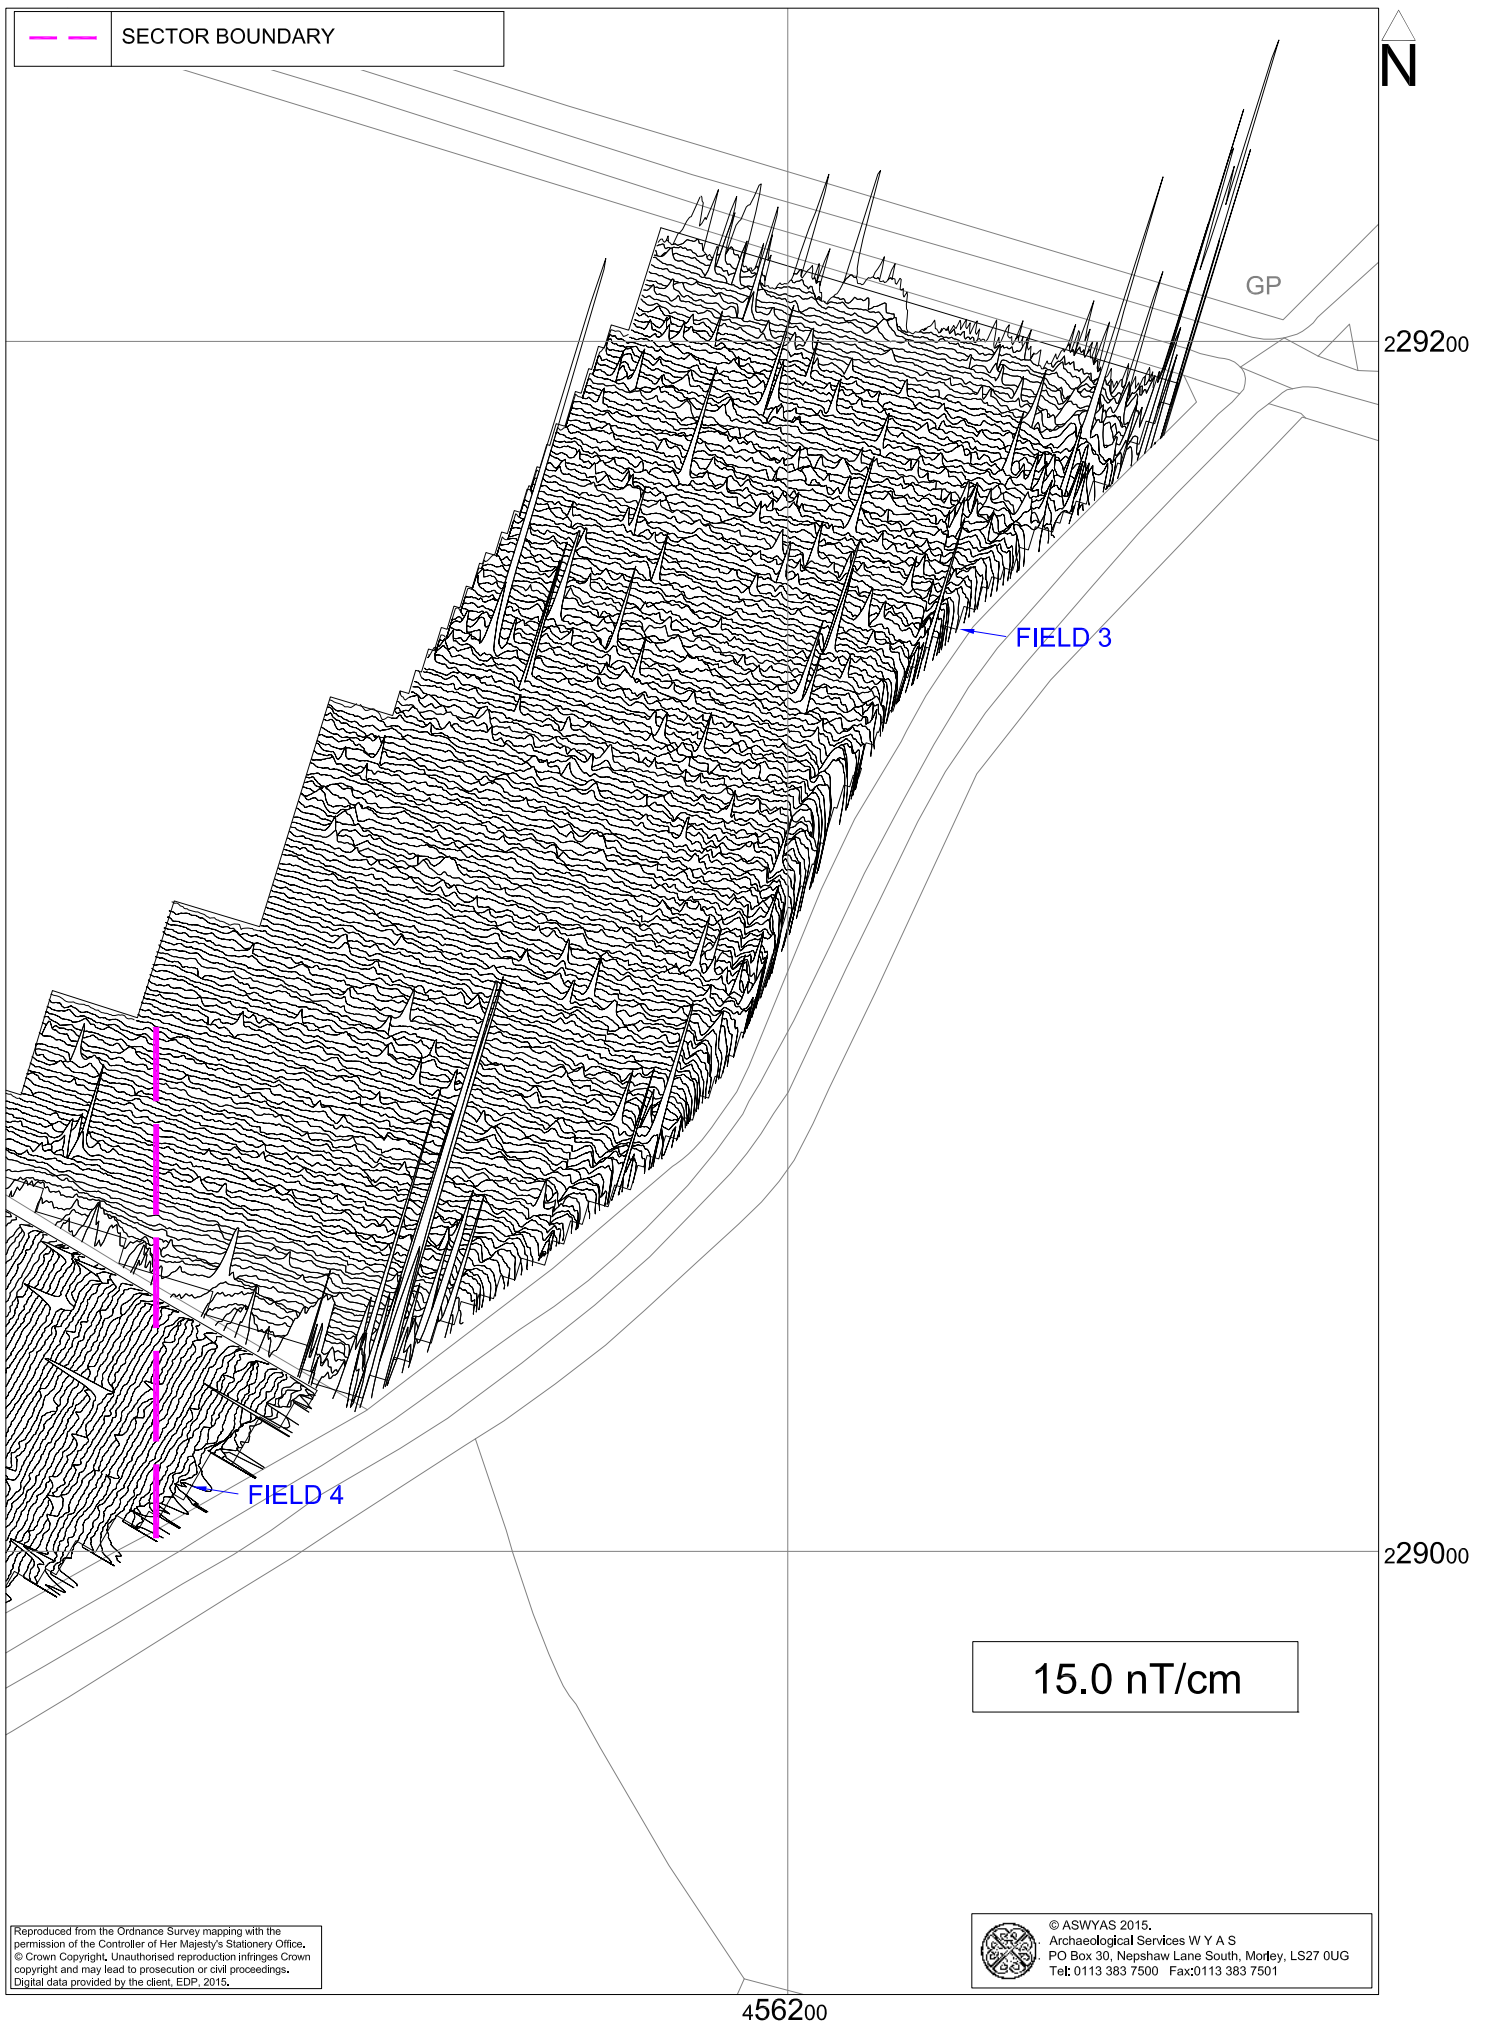 SECTOR BOUNDARY
N
GP
229200
FIELD 3
FIELD 4
229000
15.0 nT/cm
Reproduced from the Ordnance Survey mapping with the
permission of the Controller of Her Majesty's Stationery Office.
© Crown Copyright. Unauthorised reproduction infringes Crown
copyright and may lead to prosecution or civil proceedings.
Digital data provided by the client, EDP, 2015.
© ASWYAS 2015.
Archaeological Services W Y A S
PO Box 30, Nepshaw Lane South, Morley, LS27 0UG
Tel: 0113 383 7500 Fax:0113 383 7501
456200